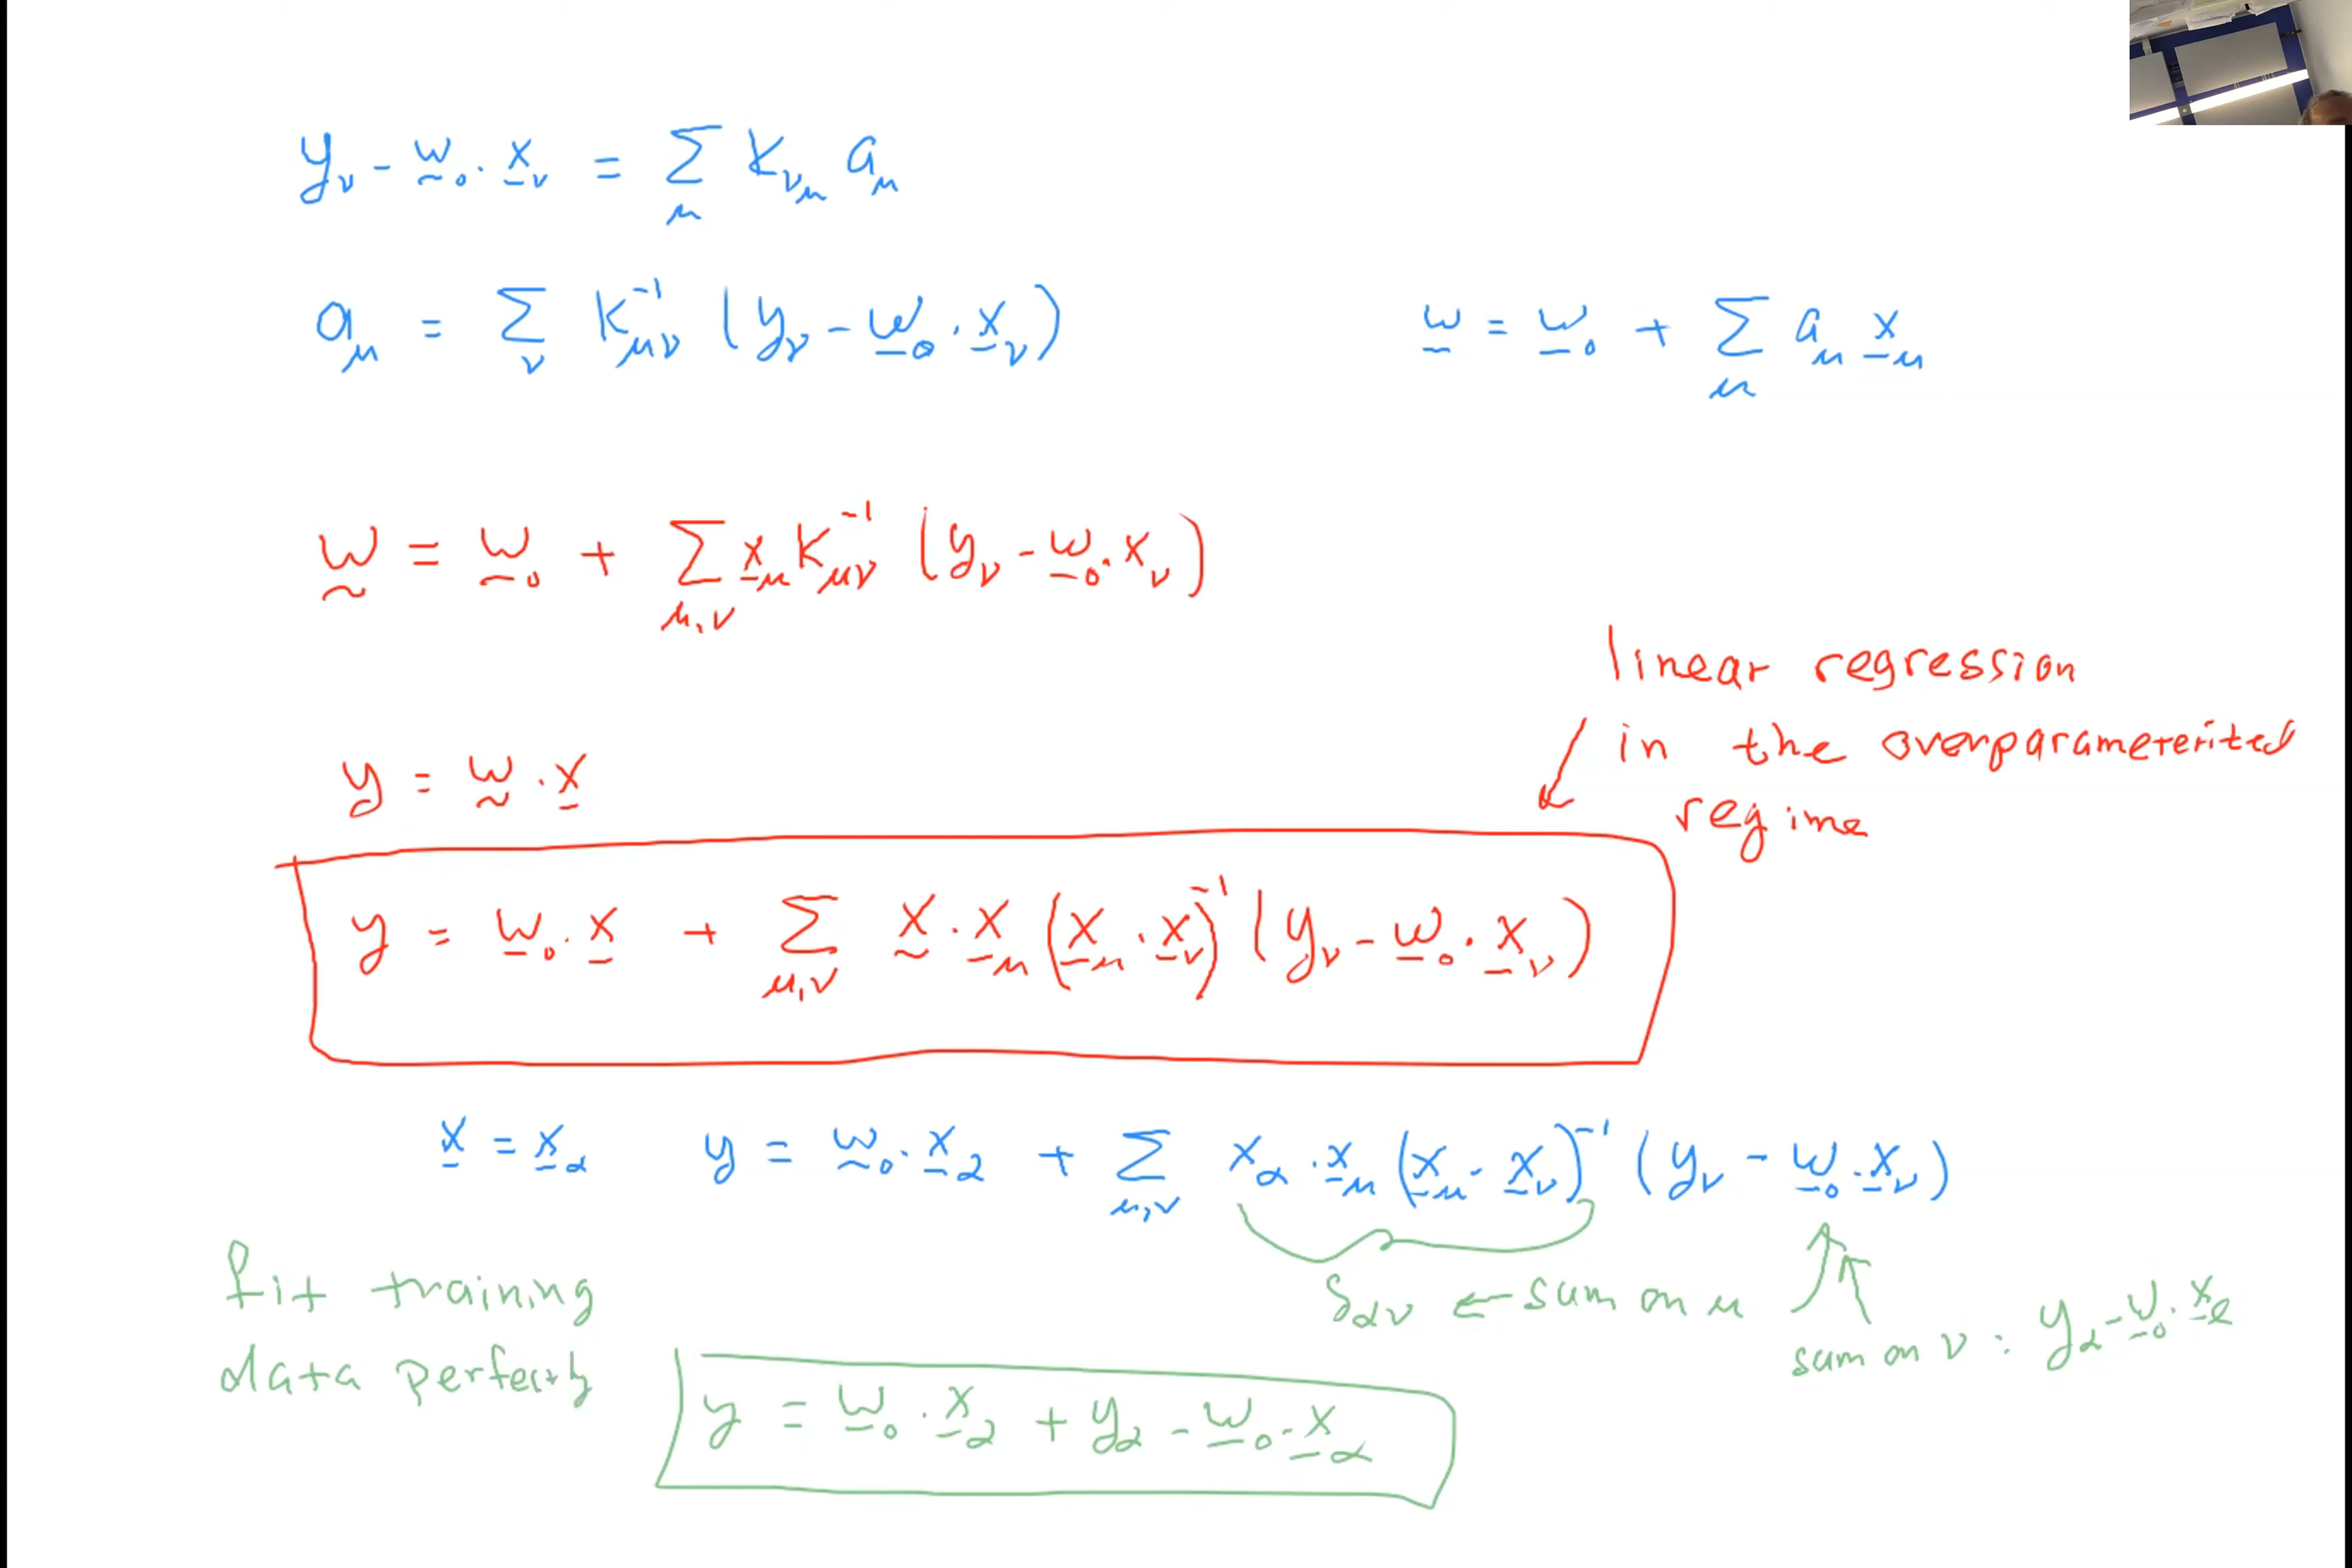 y_ν - w_0 · x_ν = Σ_μ K_νμ a_μ
a_μ = Σ_ν K⁻¹_μν (y_ν - w_0 · x_ν)
w = w_0 + Σ_μ a_μ x_μ
w = w_0 + Σ_μ,ν x_μ K⁻¹_μν (y_ν - w_0 · x_ν)
linear regression
in the overparameterited
regime
y = w · x
y = w_0 · x + Σ_μ,ν x · x_μ (x_μ · x_ν)⁻¹ (y_ν - w_0 · x_ν)
x = x_α y = w_0 · x_α + Σ_μ,ν x_α · x_μ (x_μ · x_ν)⁻¹ (y_ν - w_0 · x_ν)
fit training
data perfectly
δ_αν ← sum on μ
sum on ν : y_α - w_0 · x_α
y = w_0 · x_α + y_α - w_0 · x_α